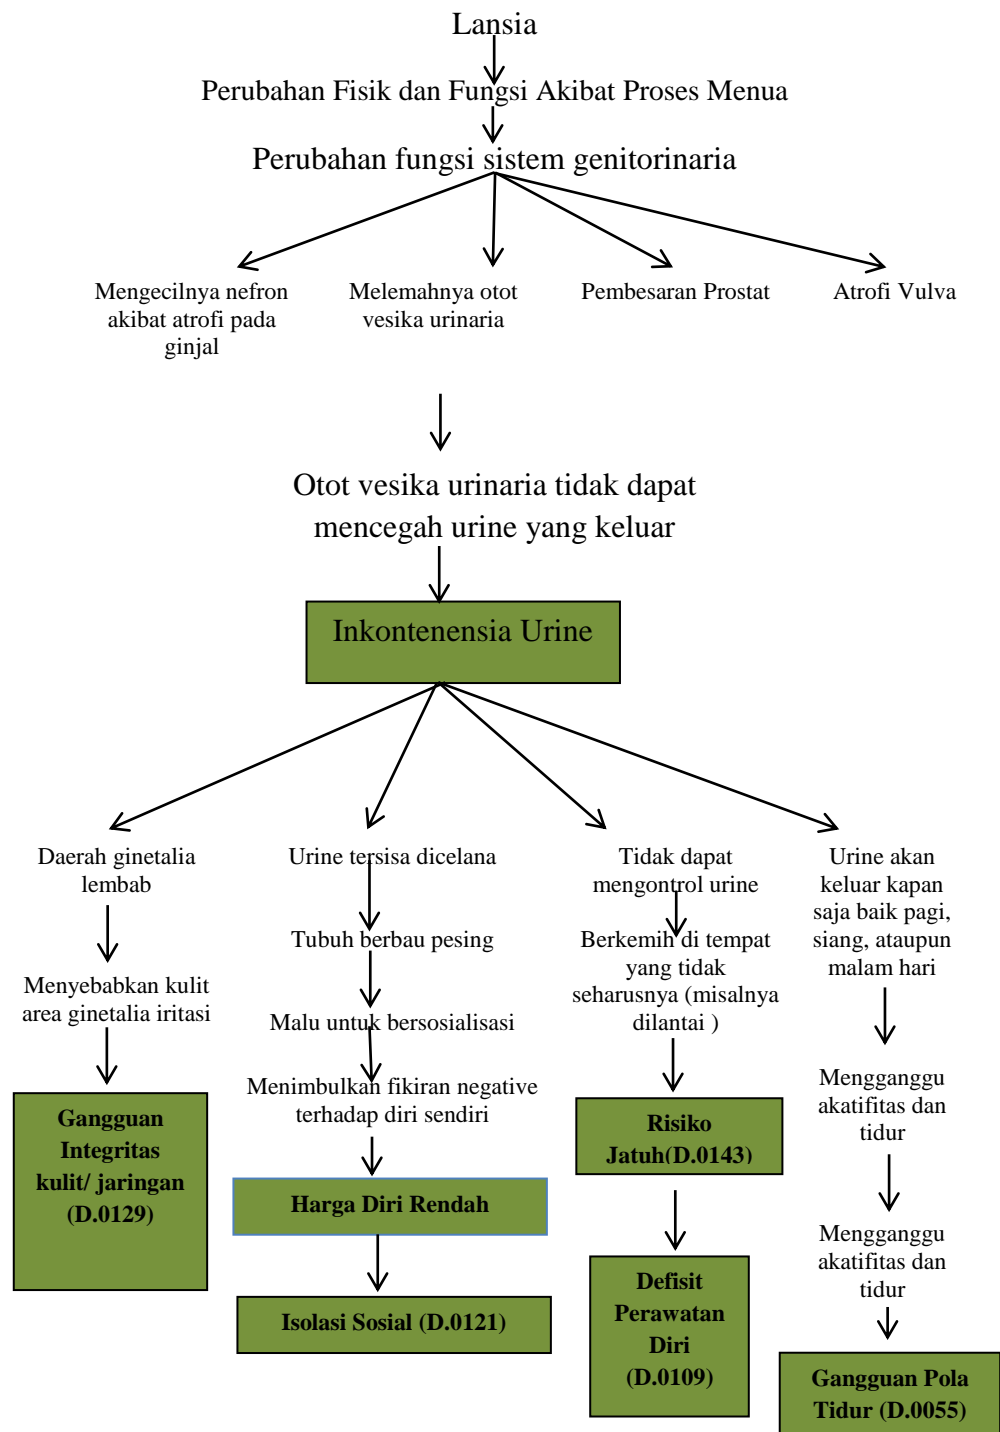 Lansia
Perubahan Fisik dan Fungsi Akibat Proses Menua
Perubahan fungsi sistem genitorinaria
Mengecilnya nefron
akibat atrofi pada
ginjal
Melemahnya otot
vesika urinaria
Pembesaran Prostat
Atrofi Vulva
Otot vesika urinaria tidak dapat
mencegah urine yang keluar
Inkontenensia Urine
Daerah ginetalia
lembab
Menyebabkan kulit
area ginetalia iritasi
Gangguan
Integritas
kulit/ jaringan
(D.0129)
Urine tersisa dicelana
Tubuh berbau pesing
Malu untuk bersosialisasi
Menimbulkan fikiran negative
terhadap diri sendiri
Harga Diri Rendah
Isolasi Sosial (D.0121)
Tidak dapat
mengontrol urine
Berkemih di tempat
yang tidak
seharusnya (misalnya
dilantai )
Risiko
Jatuh(D.0143)
Defisit
Perawatan
Diri
(D.0109)
Urine akan
keluar kapan
saja baik pagi,
siang, ataupun
malam hari
Mengganggu
akatifitas dan
tidur
Mengganggu
akatifitas dan
tidur
Gangguan Pola
Tidur (D.0055)